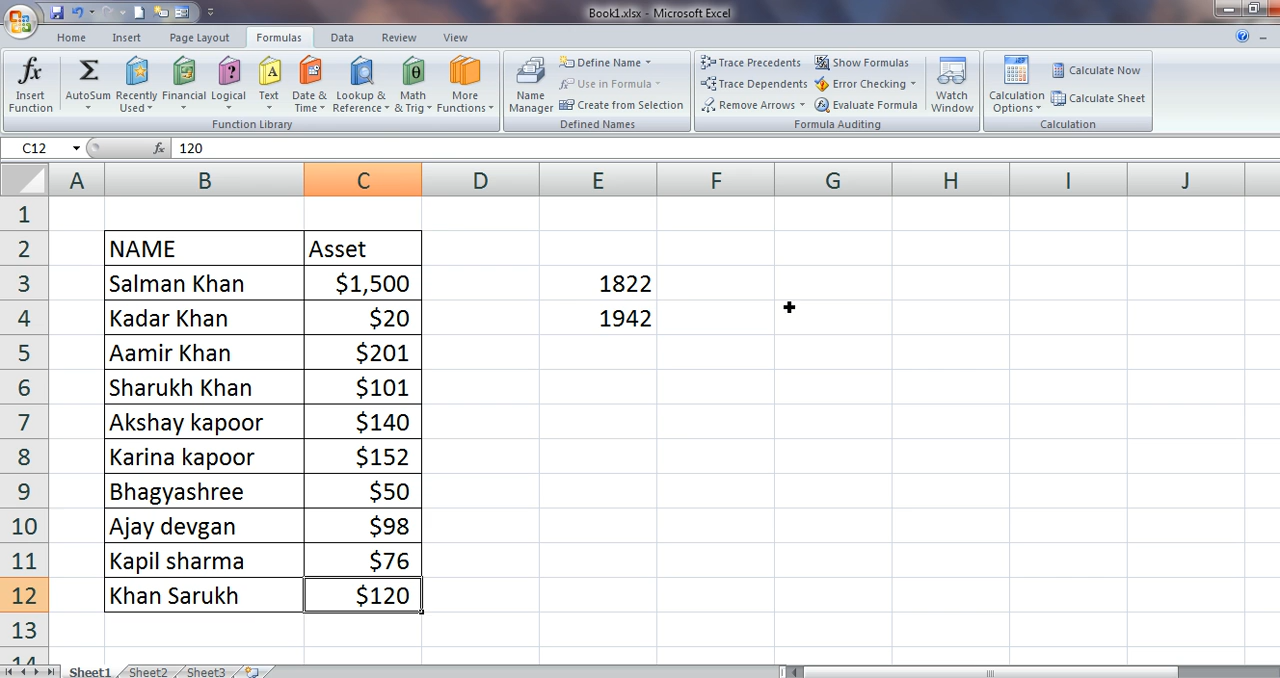 Book1.xlsx - Microsoft Excel
Home Insert Page Layout Formulas Data Review View
fx Insert Function
Σ AutoSum
Recently Used
Financial
Logical
Text
Date & Time
Lookup & Reference
Math & Trig
More Functions
Function Library
Name Manager
Define Name
Use in Formula
Create from Selection
Defined Names
Trace Precedents
Trace Dependents
Remove Arrows
Show Formulas
Error Checking
Evaluate Formula
Watch Window
Formula Auditing
Calculation Options
Calculate Now
Calculate Sheet
Calculation
C12 fx 120
A B C D E F G H I J
1
2 NAME Asset
3 Salman Khan $1,500 1822
4 Kadar Khan $20 1942
5 Aamir Khan $201
6 Sharukh Khan $101
7 Akshay kapoor $140
8 Karina kapoor $152
9 Bhagyashree $50
10 Ajay devgan $98
11 Kapil sharma $76
12 Khan Sarukh $120
13
14
Sheet1 Sheet2 Sheet3